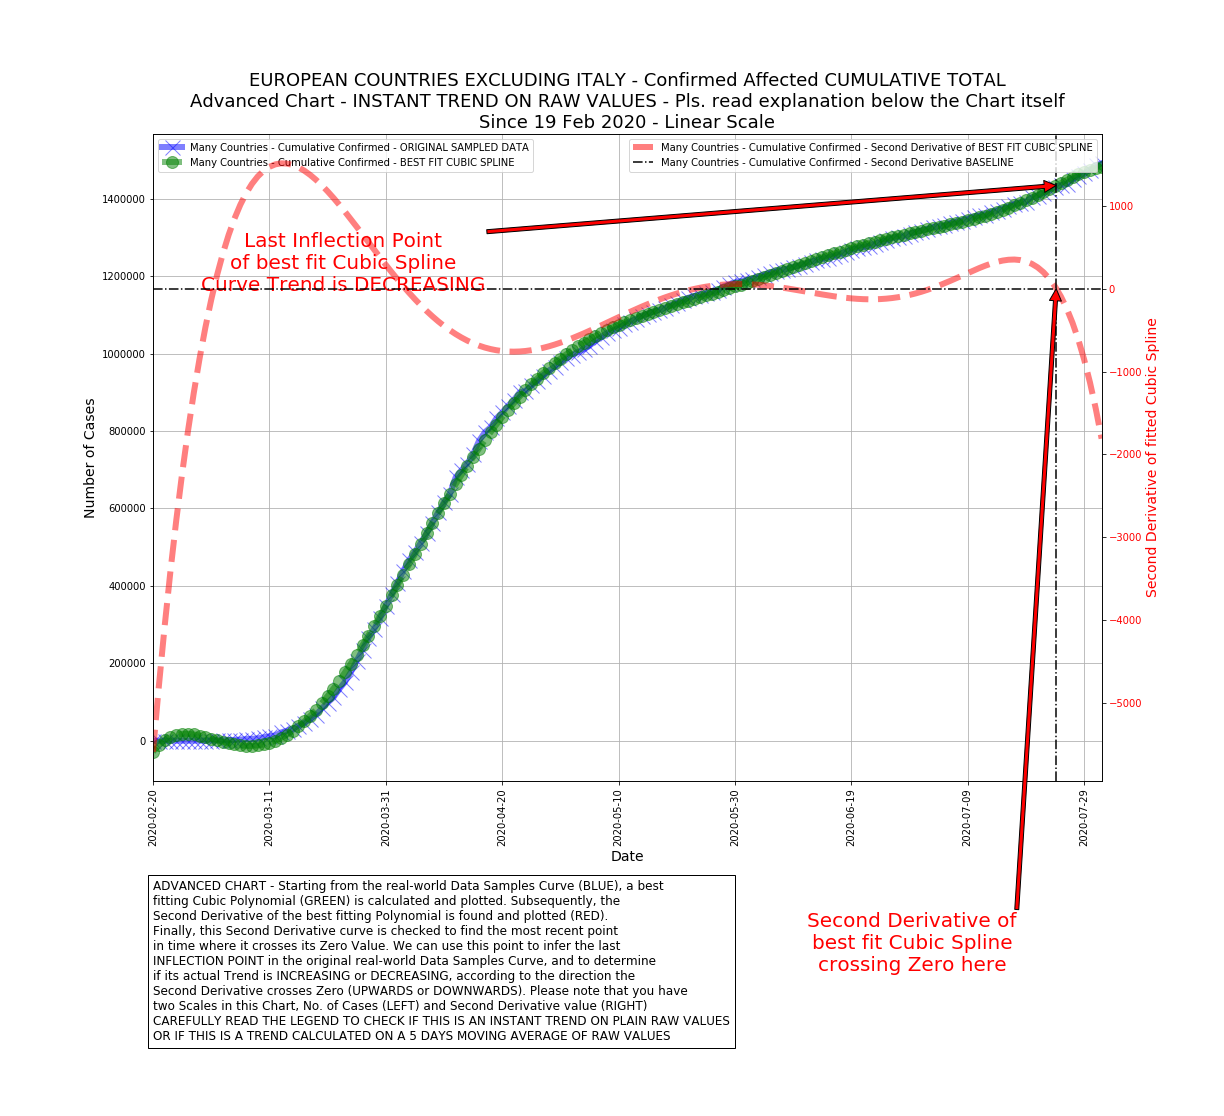 EUROPEAN COUNTRIES EXCLUDING ITALY - Confirmed Affected CUMULATIVE TOTAL
Advanced Chart - INSTANT TREND ON RAW VALUES - Pls. read explanation below the Chart itself
Since 19 Feb 2020 - Linear Scale
Many Countries - Cumulative Confirmed - ORIGINAL SAMPLED DATA
Many Countries - Cumulative Confirmed - BEST FIT CUBIC SPLINE
Many Countries - Cumulative Confirmed - Second Derivative of BEST FIT CUBIC SPLINE
Many Countries - Cumulative Confirmed - Second Derivative BASELINE
Last Inflection Point
of best fit Cubic Spline
Curve Trend is DECREASING
Number of Cases
1400000
1200000
1000000
800000
600000
400000
200000
0
1000
0
−1000
−2000
−3000
−4000
−5000
Second Derivative of fitted Cubic Spline
2020-02-20
2020-03-11
2020-03-31
2020-04-20
2020-05-10
2020-05-30
2020-06-19
2020-07-09
2020-07-29
Date
ADVANCED CHART - Starting from the real-world Data Samples Curve (BLUE), a best
fitting Cubic Polynomial (GREEN) is calculated and plotted. Subsequently, the
Second Derivative of the best fitting Polynomial is found and plotted (RED).
Finally, this Second Derivative curve is checked to find the most recent point
in time where it crosses its Zero Value. We can use this point to infer the last
INFLECTION POINT in the original real-world Data Samples Curve, and to determine
if its actual Trend is INCREASING or DECREASING, according to the direction the
Second Derivative crosses Zero (UPWARDS or DOWNWARDS). Please note that you have
two Scales in this Chart, No. of Cases (LEFT) and Second Derivative value (RIGHT)
CAREFULLY READ THE LEGEND TO CHECK IF THIS IS AN INSTANT TREND ON PLAIN RAW VALUES
OR IF THIS IS A TREND CALCULATED ON A 5 DAYS MOVING AVERAGE OF RAW VALUES
Second Derivative of
best fit Cubic Spline
crossing Zero here